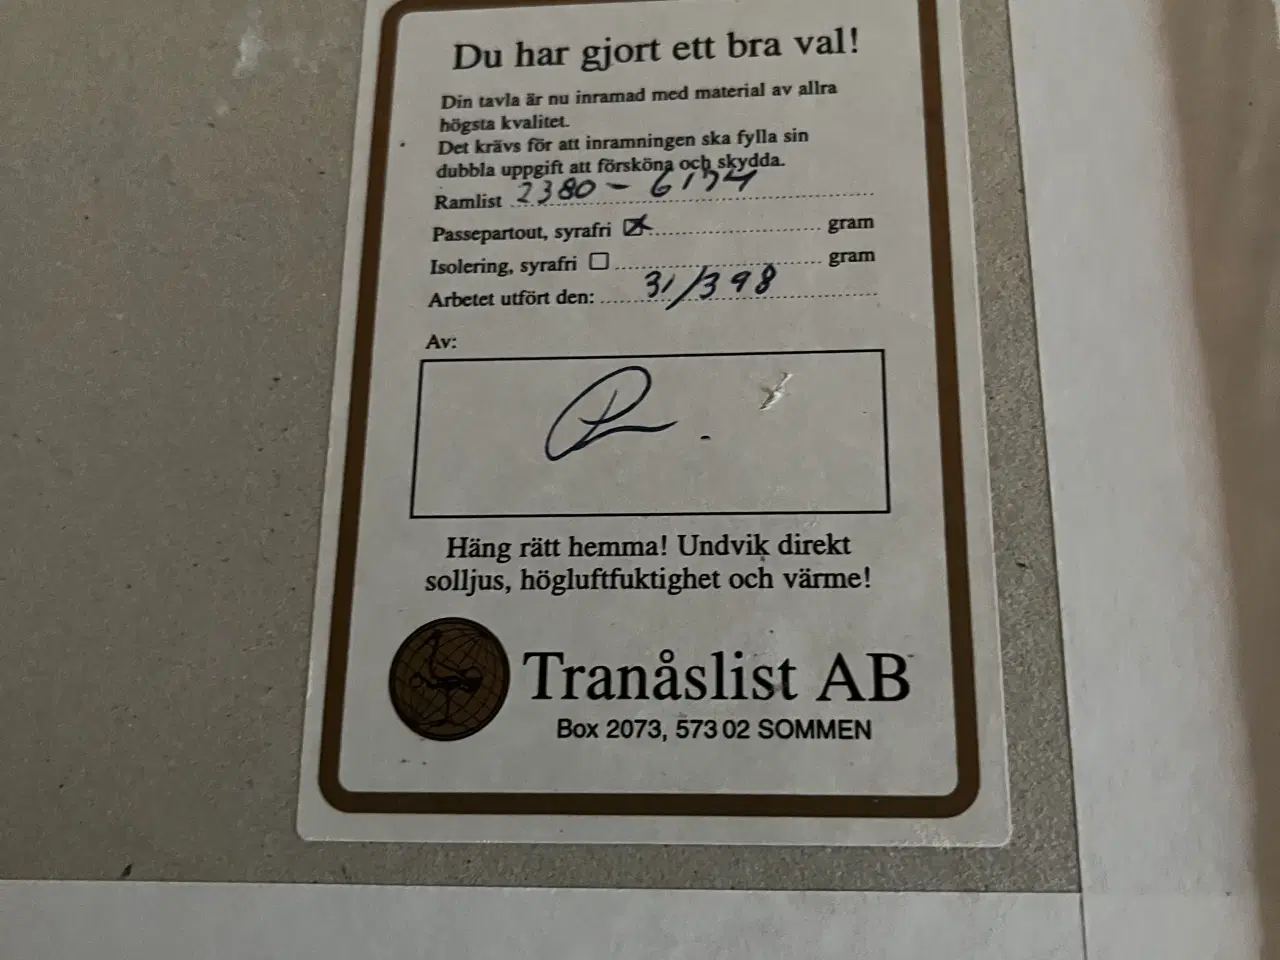 Du har gjort ett bra val!
Din tavla är nu inramad med material av allra
högsta kvalitet.
Det krävs för att inramningen ska fylla sin
dubbla uppgift att försköna och skydda.
Ramlist 2380 -
Passepartout, syrafri gram
Isolering, syrafri gram
Arbetet utfört den: 31/3 98
Av:
Häng rätt hemma! Undvik direkt
solljus, högluftfuktighet och värme!
Tranåslist AB
Box 2073, 573 02 SOMMEN